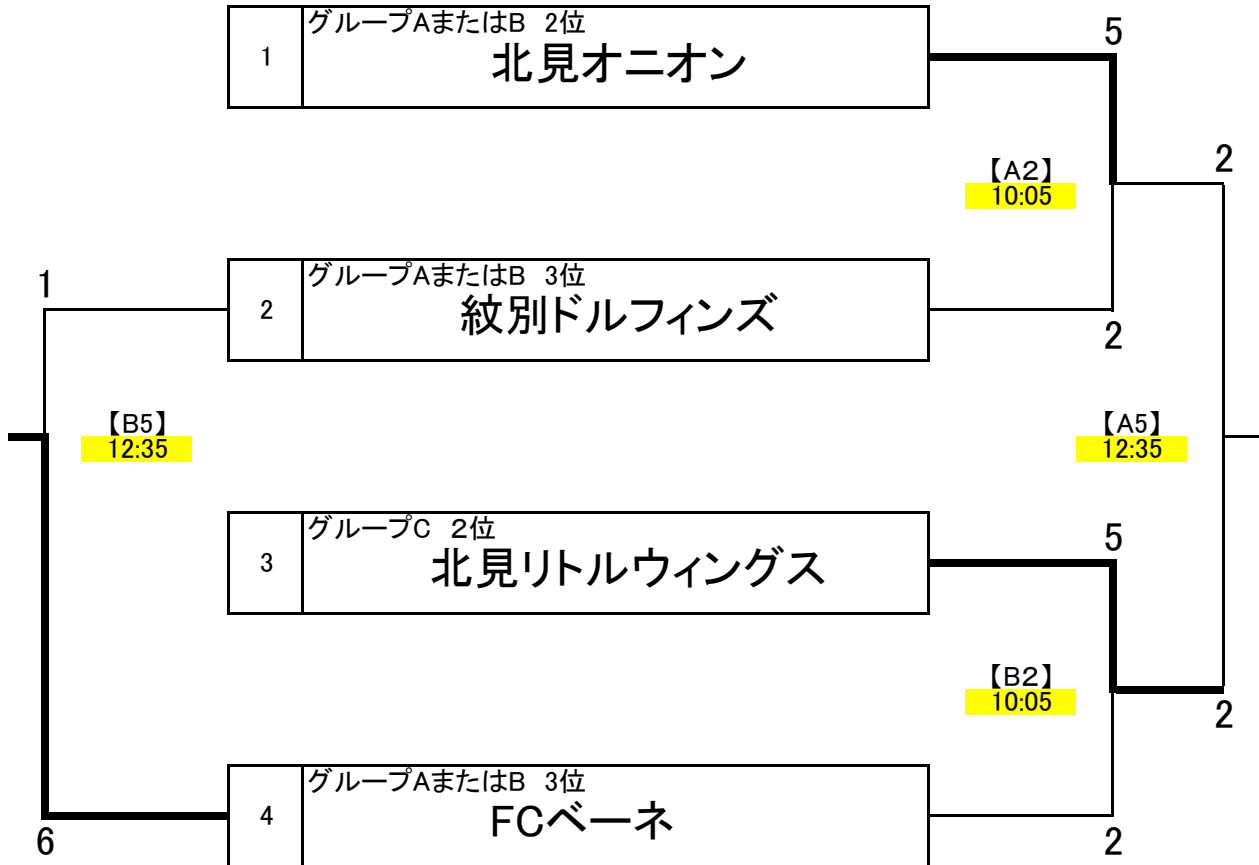 グループAまたはB 2位
5
1
北見オニオン
【A2】
10:05
2
グループAまたはB 3位
1
2
紋別ドルフィンズ
2
【B5】
12:35
【A5】
12:35
グループC 2位
5
3
北見リトルウィングス
【B2】
10:05
2
グループAまたはB 3位
4
FCベーネ
6
2